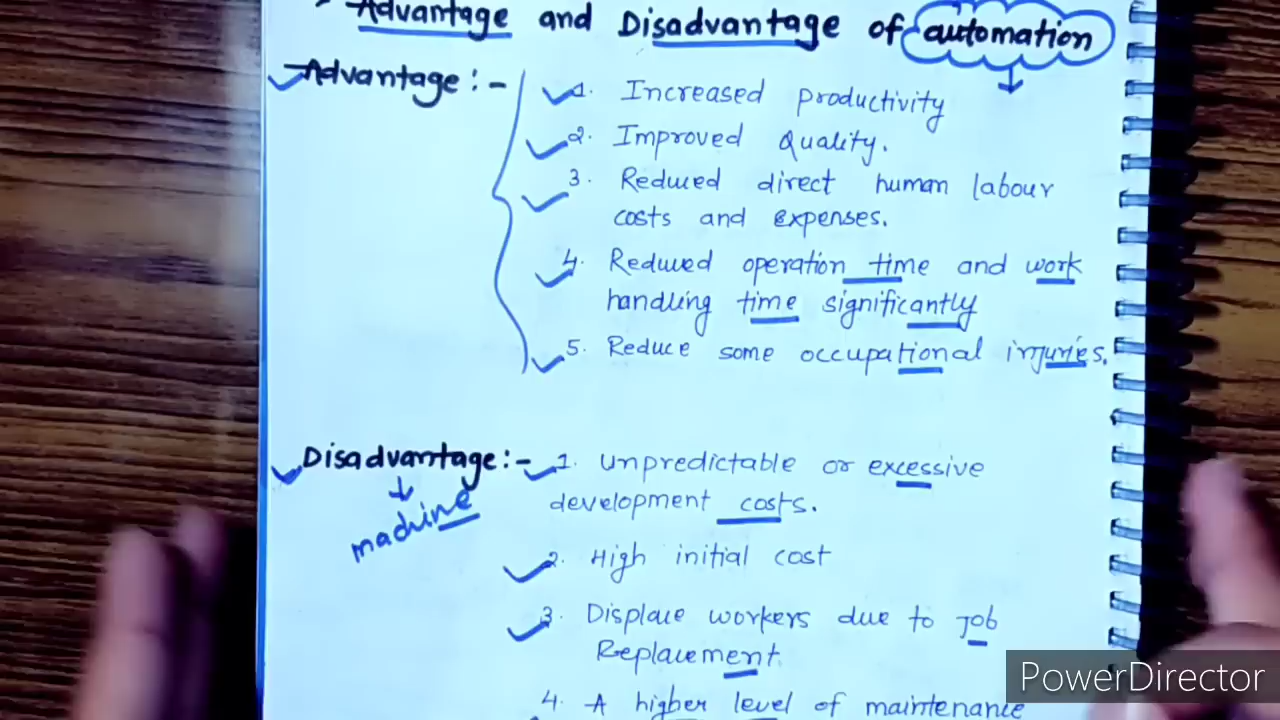 Advantage and Disadvantage of automation
Advantage :-
1. Increased productivity
2. Improved Quality.
3. Reduced direct human labour
costs and expenses.
4. Reduced operation time and work
handling time significantly
5. Reduce some occupational injuries.
Disadvantage :- 1. Unpredictable or excessive
machine
development costs.
2. High initial cost
3. Displace workers due to Job
Replacement.
4. A higher level of maintenance
PowerDirector